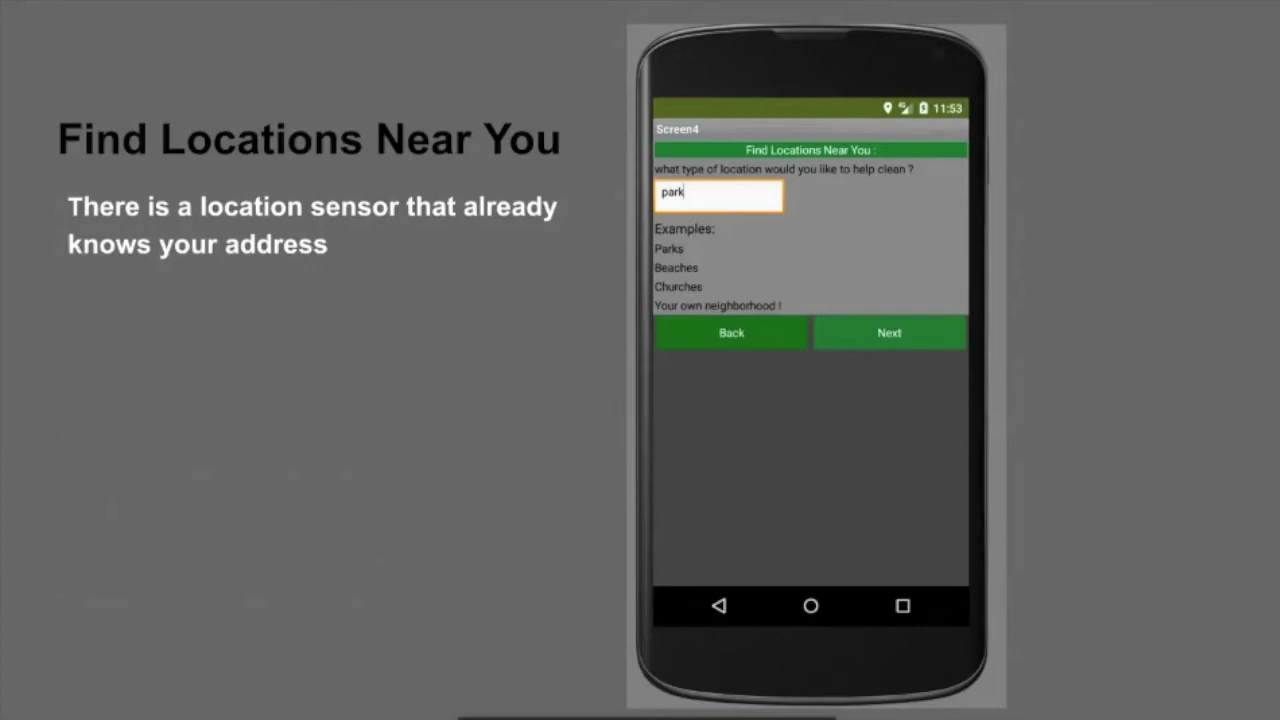 Find Locations Near You
There is a location sensor that already
knows your address
11:53
Screen4
Find Locations Near You :
what type of location would you like to help clean ?
park
Examples:
Parks
Beaches
Churches
Your own neighborhood !
Back Next